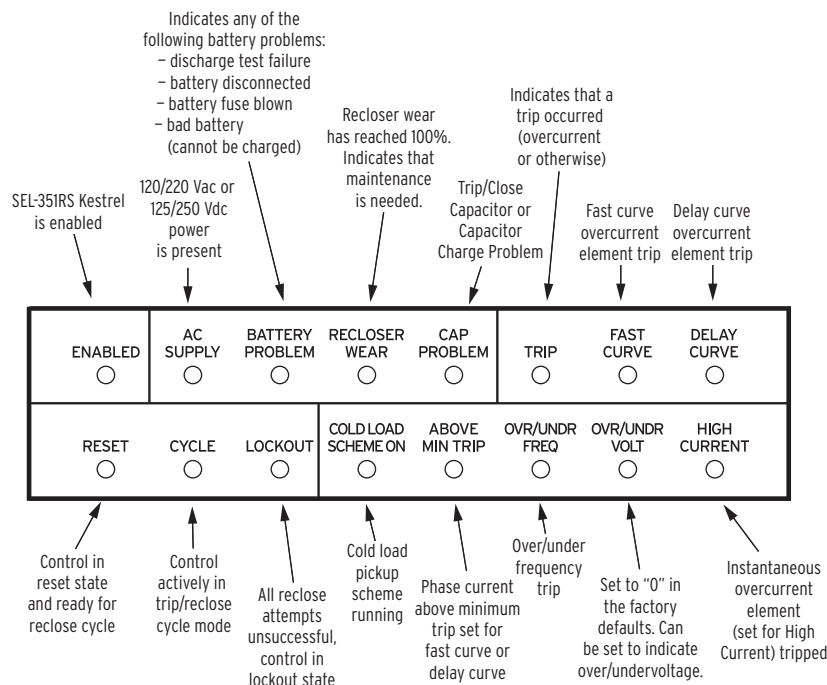 Indicates any of the
following battery problems:
– discharge test failure
– battery disconnected
– battery fuse blown
– bad battery
(cannot be charged)
Recloser wear
has reached 100%.
Indicates that
maintenance
is needed.
Indicates that a
trip occurred
(overcurrent
or otherwise)
SEL-351RS Kestrel
is enabled
120/220 Vac or
125/250 Vdc
power
is present
Trip/Close
Capacitor or
Capacitor
Charge Problem
Fast curve
overcurrent
element trip
Delay curve
overcurrent
element trip
ENABLED
AC
SUPPLY
BATTERY
PROBLEM
RECLOSER
WEAR
CAP
PROBLEM
TRIP
FAST
CURVE
DELAY
CURVE
RESET
CYCLE
LOCKOUT
COLD LOAD
SCHEME ON
ABOVE
MIN TRIP
OVR/UNDR
FREQ
OVR/UNDR
VOLT
HIGH
CURRENT
Control in
reset state
and ready for
reclose cycle
Control
actively in
trip/reclose
cycle mode
All reclose
attempts
unsuccessful,
control in
lockout state
Cold load
pickup
scheme
running
Phase current
above minimum
trip set for
fast curve or
delay curve
Over/under
frequency
trip
Set to “0” in
the factory
defaults. Can
be set to indicate
over/undervoltage.
Instantaneous
overcurrent
element
(set for High
Current) tripped